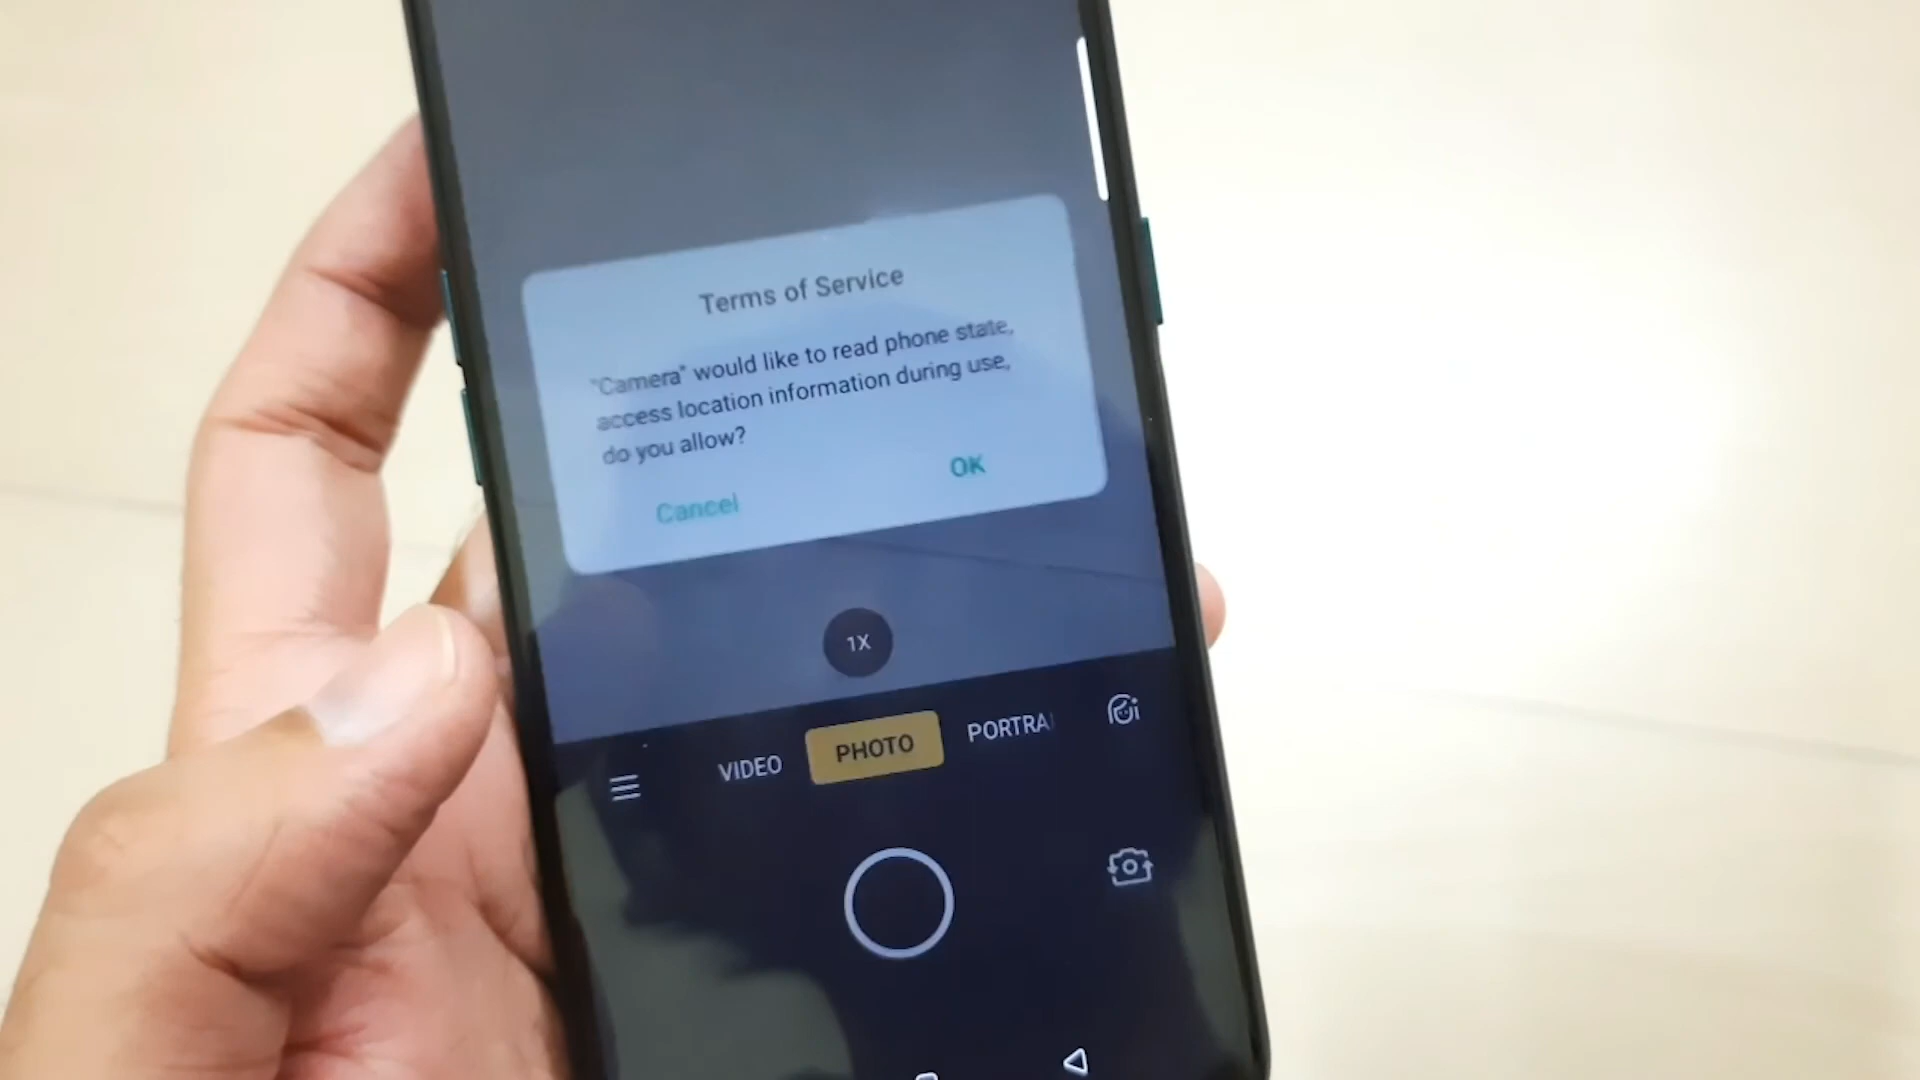 Terms of Service
"Camera" would like to read phone state,
access location information during use,
do you allow?
Cancel OK
1X
VIDEO PHOTO PORTRAI